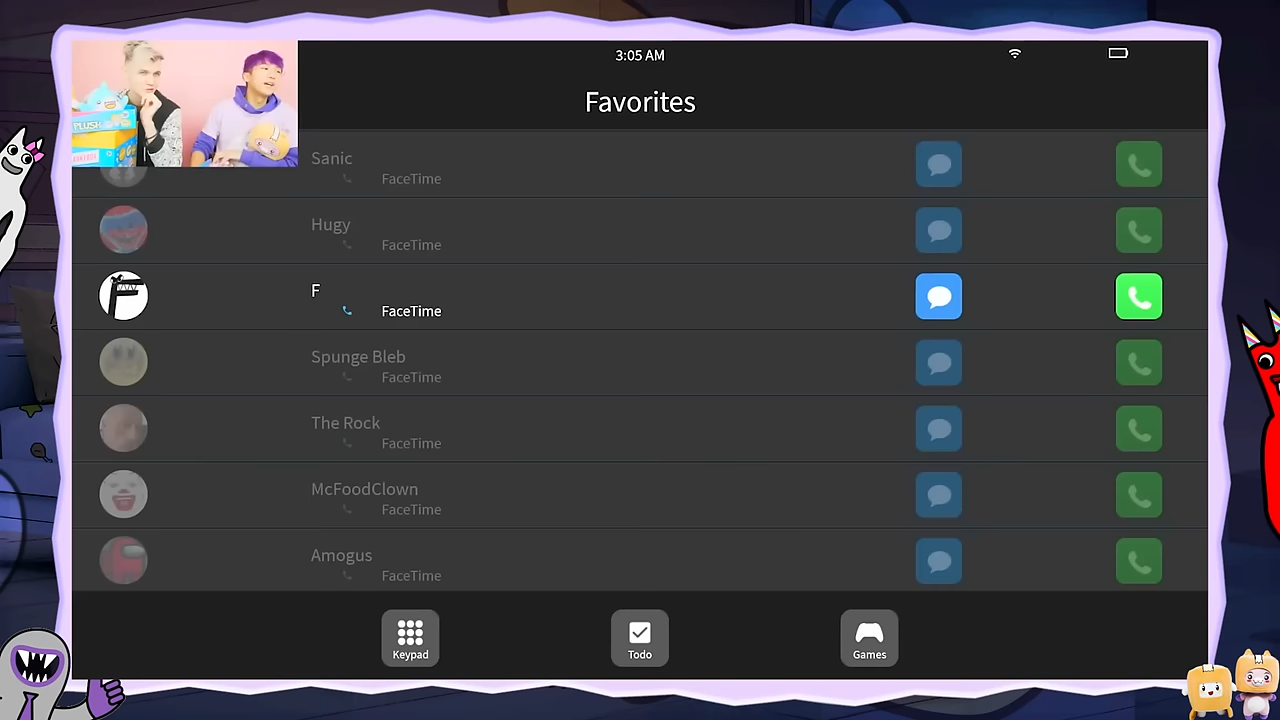 3:05 AM
Favorites
PLUSH
Sanic
FaceTime
Hugy
FaceTime
F
FaceTime
Spunge Bleb
FaceTime
The Rock
FaceTime
McFoodClown
FaceTime
Amogus
FaceTime
Keypad
Todo
Games